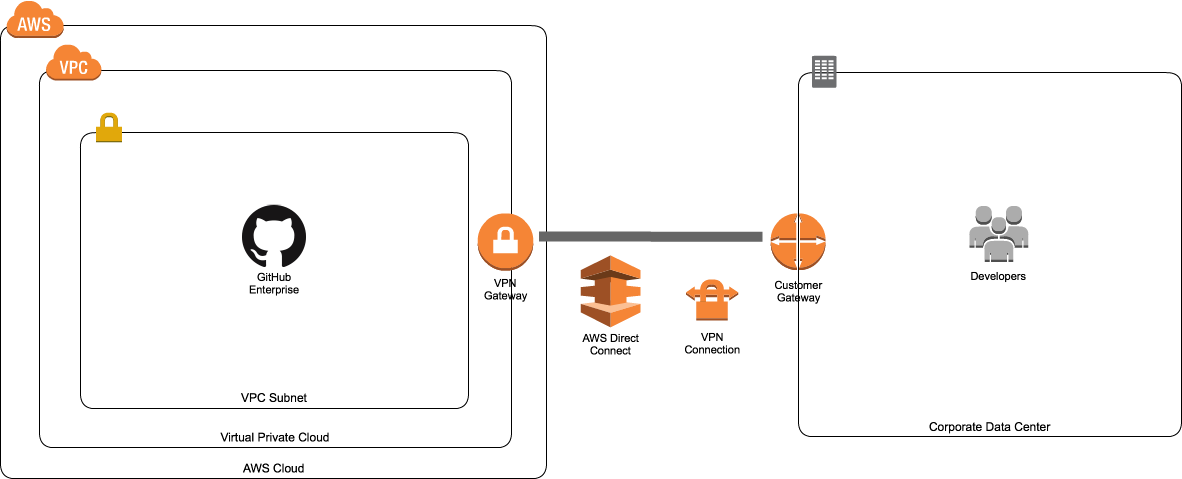 AWS
VPC
GitHub
Enterprise
VPN
Gateway
AWS Direct
Connect
VPN
Connection
Customer
Gateway
Developers
VPC Subnet
Virtual Private Cloud
AWS Cloud
Corporate Data Center